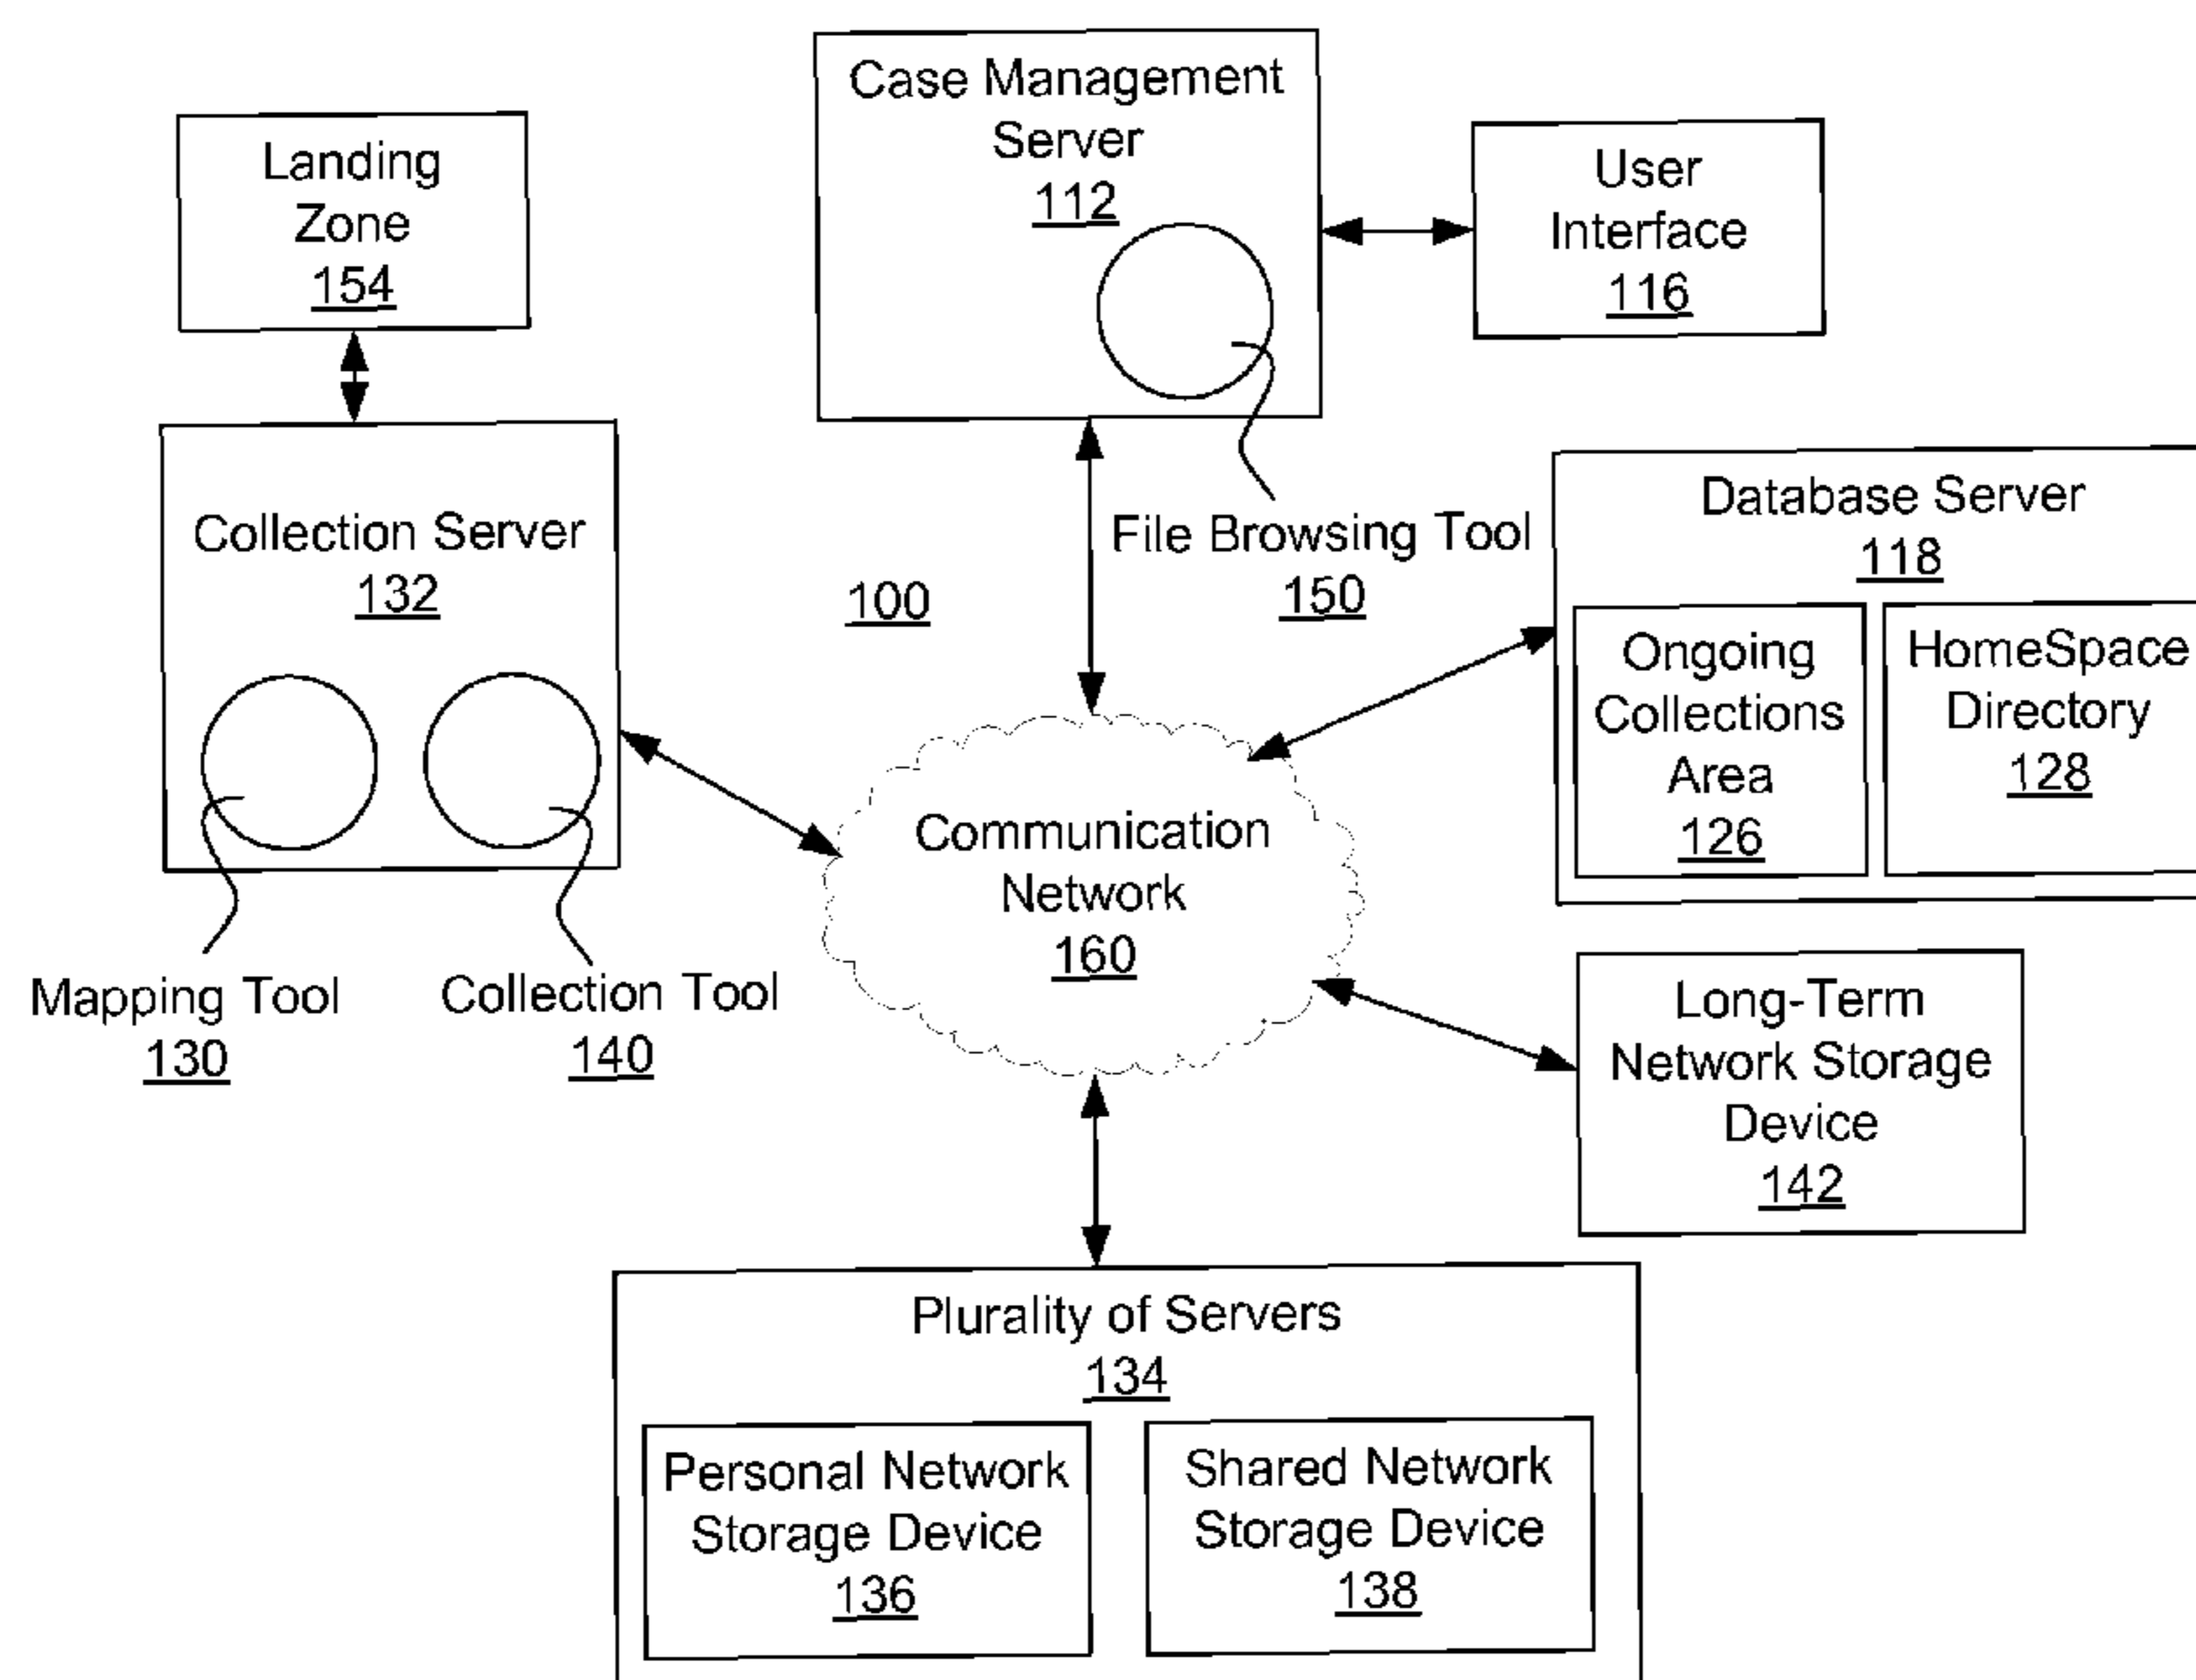 Case Management
Server
112
Landing
Zone
154
User
Interface
116
Collection Server
132
File Browsing Tool
150
100
Database Server
118
Ongoing
Collections
Area
126
HomeSpace
Directory
128
Communication
Network
160
Mapping Tool
130
Collection Tool
140
Long-Term
Network Storage
Device
142
Plurality of Servers
134
Personal Network
Storage Device
136
Shared Network
Storage Device
138